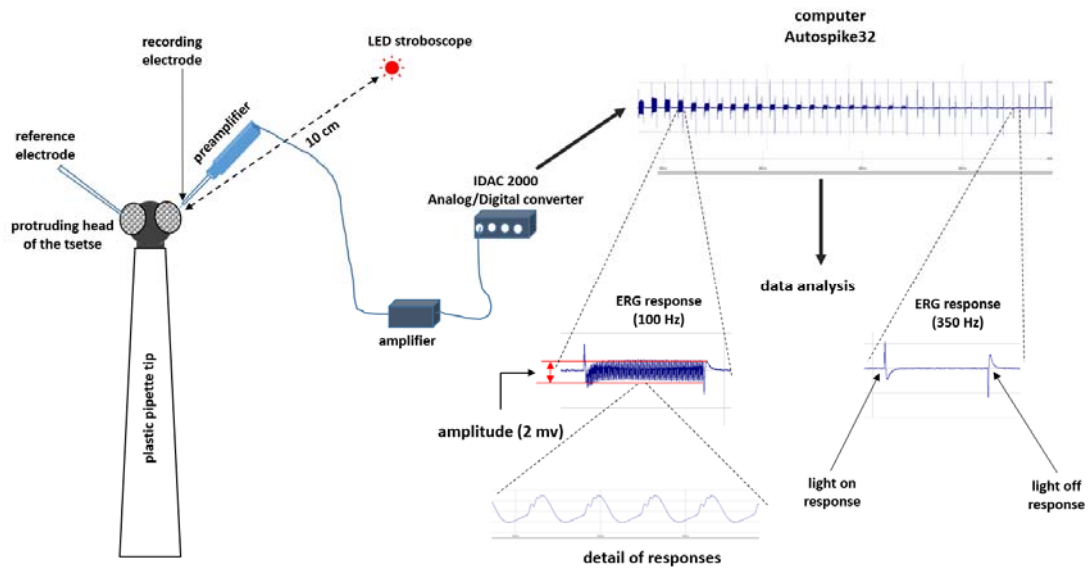 recording
electrode
LED stroboscope
computer
Autospike32
reference
electrode
preamplifier
10 cm
IDAC 2000
Analog/Digital converter
protruding head
of the tsetse
plastic pipette tip
amplifier
data analysis
ERG response
(100 Hz)
ERG response
(350 Hz)
amplitude (2 mv)
light on
response
light off
response
detail of responses